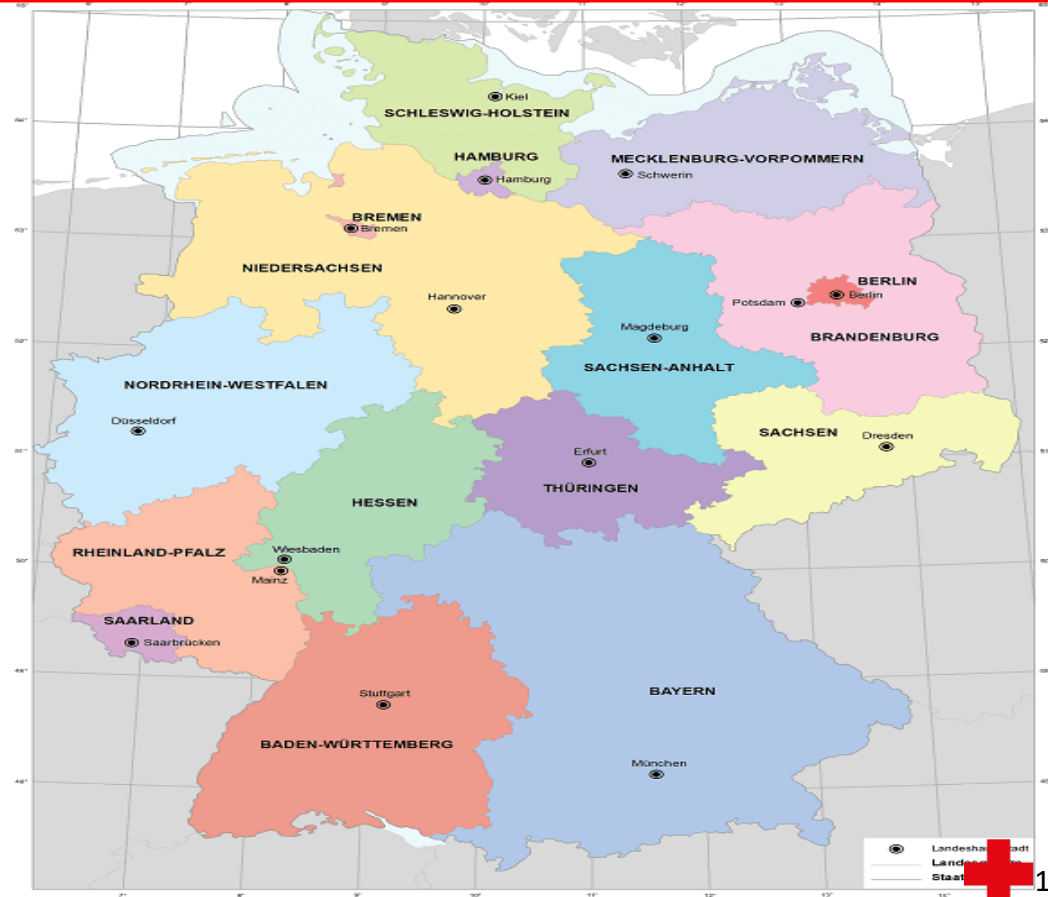 Kiel
SCHLESWIG-HOLSTEIN
HAMBURG
Hamburg
MECKLENBURG-VORPOMMERN
Schwerin
BREMEN
Bremen
NIEDERSACHSEN
Hannover
BERLIN
Berlin
Potsdam
BRANDENBURG
Magdeburg
SACHSEN-ANHALT
NORDRHEIN-WESTFALEN
Düsseldorf
SACHSEN
Dresden
Erfurt
THÜRINGEN
HESSEN
RHEINLAND-PFALZ
Wiesbaden
Mainz
SAARLAND
Saarbrücken
Stuttgart
BADEN-WÜRTTEMBERG
BAYERN
München
1